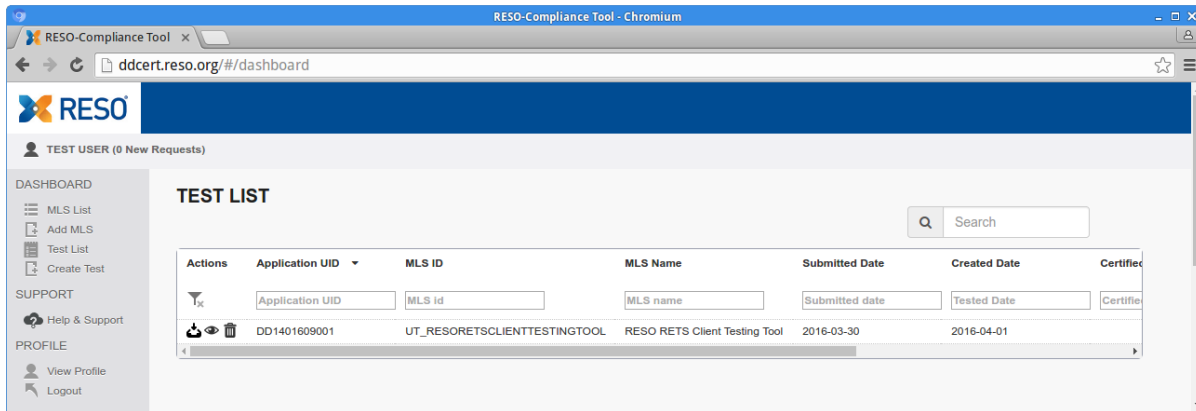 RESO-Compliance Tool - Chromium
RESO-Compliance Tool
ddcert.reso.org/#/dashboard
RESO
TEST USER (0 New Requests)
DASHBOARD
MLS List
Add MLS
Test List
Create Test
SUPPORT
Help & Support
PROFILE
View Profile
Logout
TEST LIST
Search
Actions Application UID MLS ID MLS Name Submitted Date Created Date Certified
Application UID MLS id MLS name Submitted date Tested Date Certifie
DD1401609001 UT_RESORETSCLIENTTESTINGTOOL RESO RETS Client Testing Tool 2016-03-30 2016-04-01